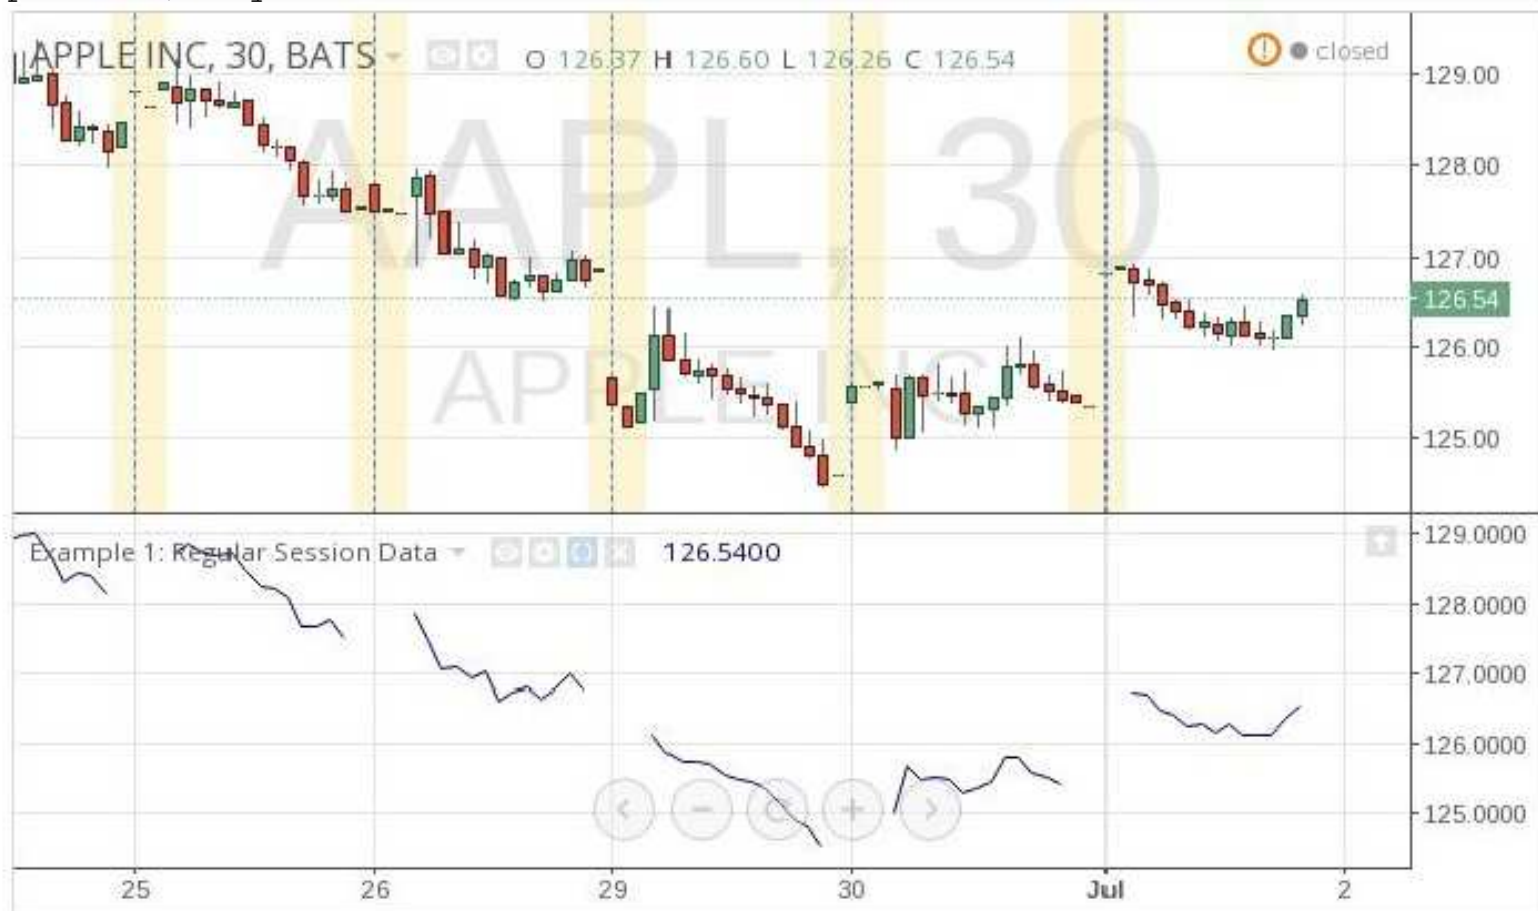 APPLE INC, 30, BATS O 126.37 H 126.60 L 126.26 C 126.54 closed
129.00
AAPL, 30
128.00
127.00
126.54
126.00
APPLE INC
125.00
Example 1: Regular Session Data 126.5400
129.0000
128.0000
127.0000
126.0000
125.0000
25 26 29 30 Jul 2